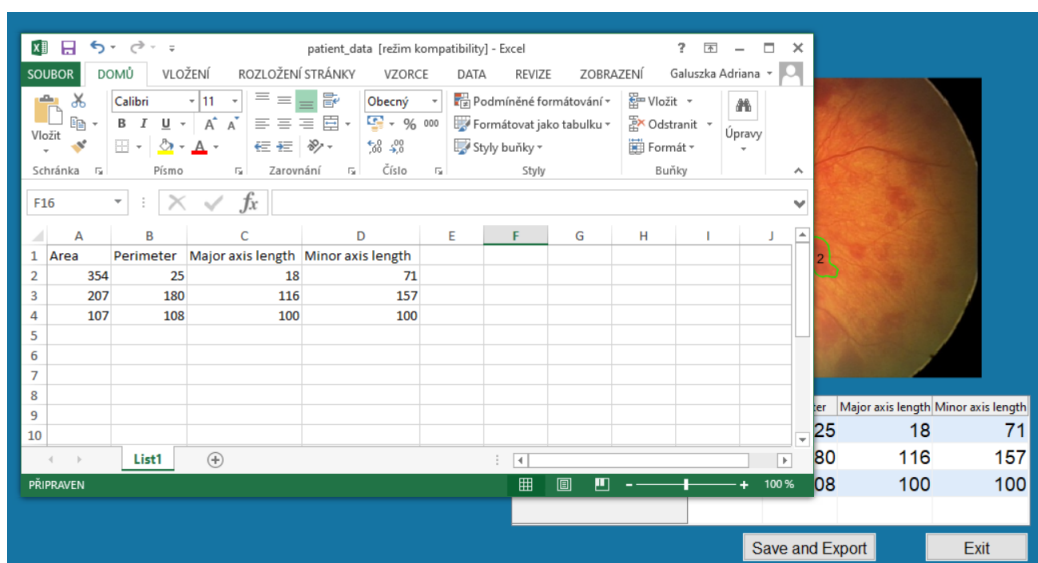 patient_data [režim kompatibility] - Excel
SOUBOR DOMŮ VLOŽENÍ ROZLOŽENÍ STRÁNKY VZORCE DATA REVIZE ZOBRAZENÍ Galuszka Adriana
Vložit
Calibri 11
B I U A A
A
Obecný
% 000
Podmíněné formátování
Formátovat jako tabulku
Styly buňky
Vložit
Odstranit
Formát
Úpravy
Schránka Písmo Zarovnání Číslo Styly Buňky
F16 fx
A B C D E F G H I J
1 Area Perimeter Major axis length Minor axis length
2 354 25 18 71
3 207 180 116 157
4 107 108 100 100
5
6
7
8
9
10
List1
PŘIPRAVEN 100 %
2
ter Major axis length Minor axis length
25 18 71
80 116 157
08 100 100
Save and Export Exit